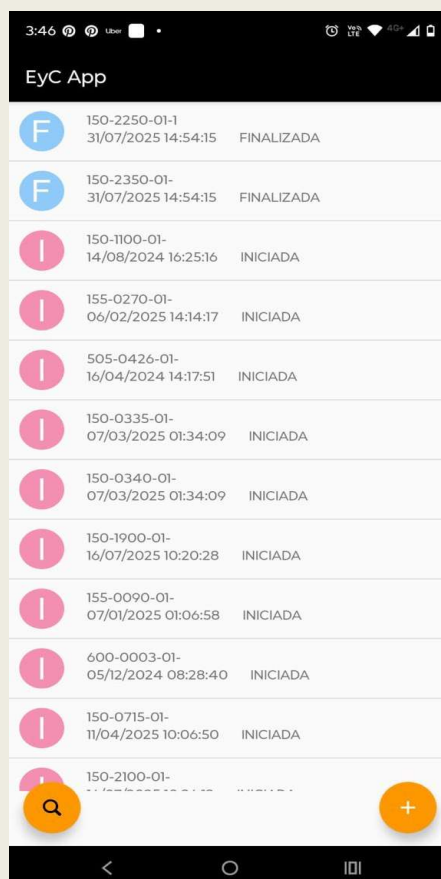 3:46 Uber VoLTE 4G+
EyC App
F
150-2250-01-1
31/07/2025 14:54:15 FINALIZADA
F
150-2350-01-
31/07/2025 14:54:15 FINALIZADA
I
150-1100-01-
14/08/2024 16:25:16 INICIADA
I
155-0270-01-
06/02/2025 14:14:17 INICIADA
I
505-0426-01-
16/04/2024 14:17:51 INICIADA
I
150-0335-01-
07/03/2025 01:34:09 INICIADA
I
150-0340-01-
07/03/2025 01:34:09 INICIADA
I
150-1900-01-
16/07/2025 10:20:28 INICIADA
I
155-0090-01-
07/01/2025 01:06:58 INICIADA
I
600-0003-01-
05/12/2024 08:28:40 INICIADA
I
150-0715-01-
11/04/2025 10:06:50 INICIADA
150-2100-01-